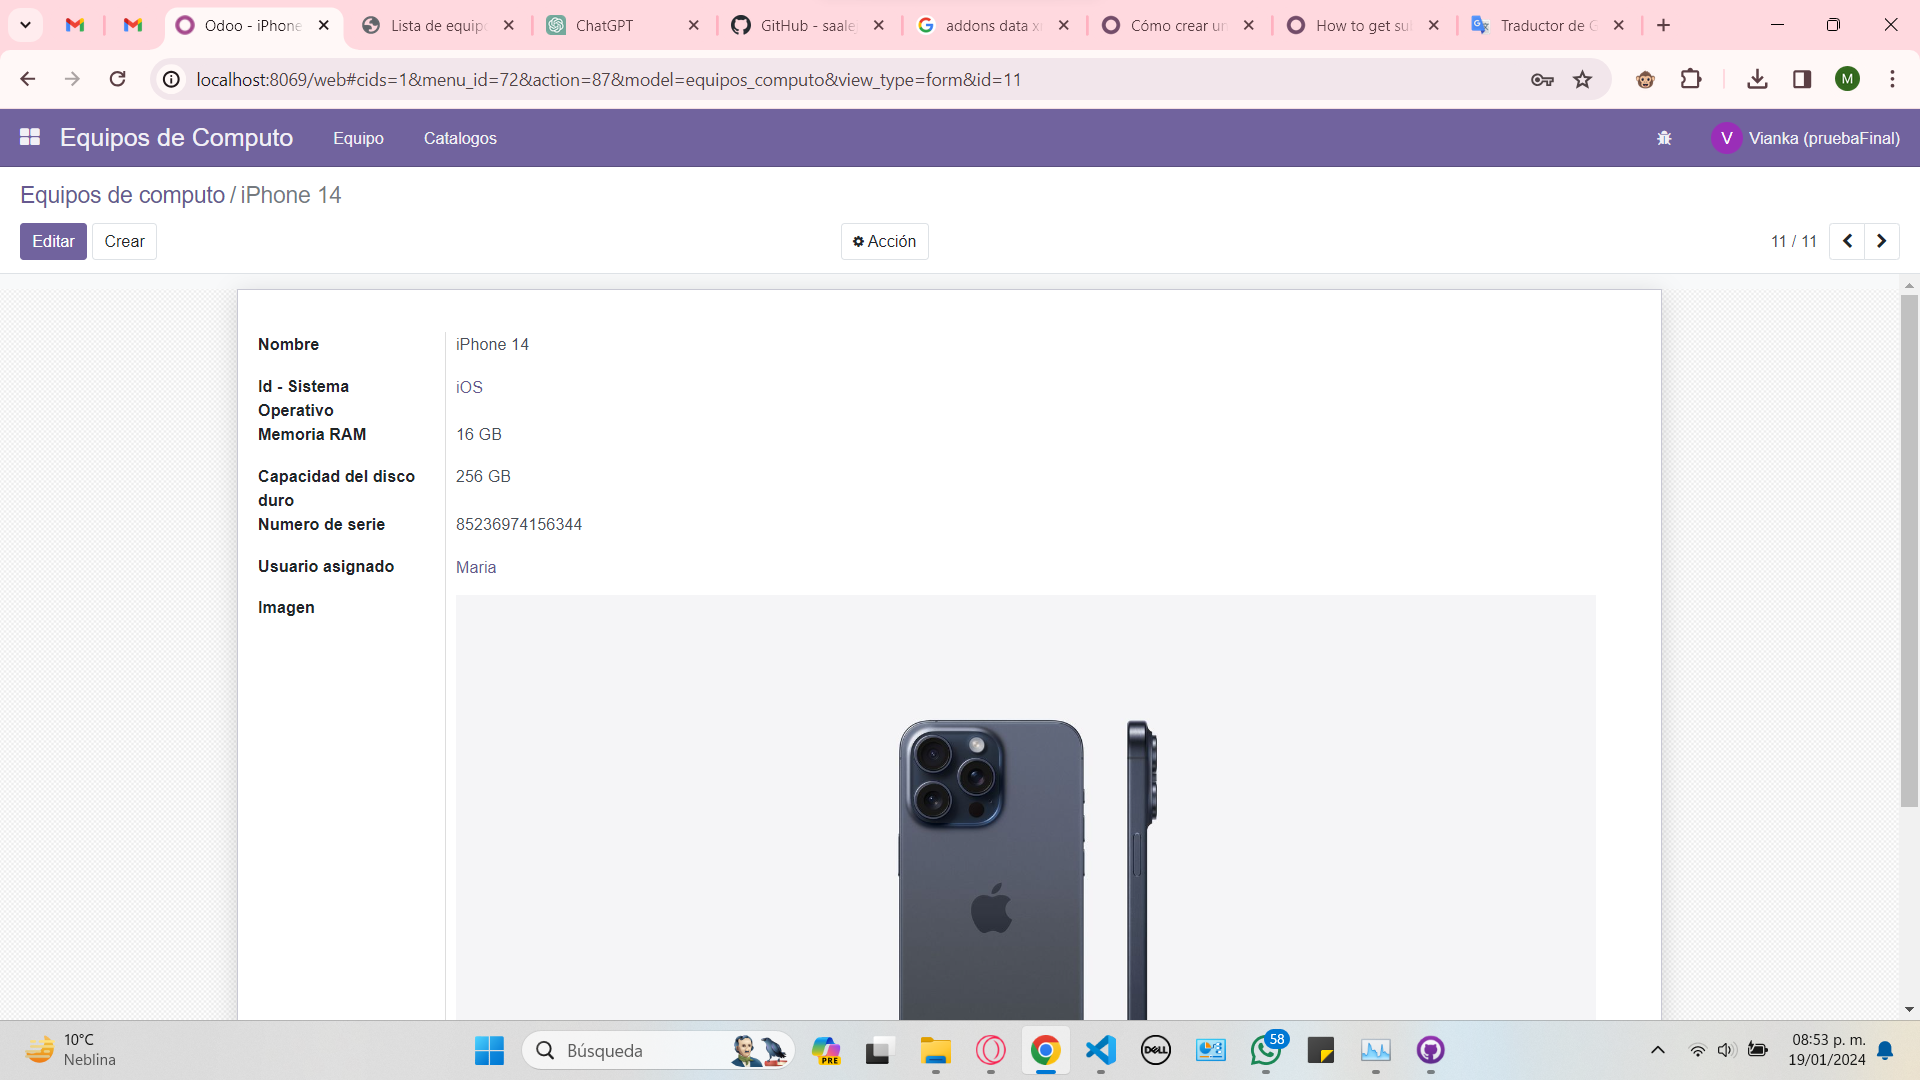 Odoo - iPhone
Lista de equipo
ChatGPT
GitHub - saale
addons data x
Cómo crear un
How to get su
Traductor de G
localhost:8069/web#cids=1&menu_id=72&action=87&model=equipos_computo&view_type=form&id=11
M
Equipos de Computo
Equipo
Catalogos
V
Vianka (pruebaFinal)
Equipos de computo / iPhone 14
Editar
Crear
Acción
11 / 11
Nombre
iPhone 14
Id - Sistema
Operativo
iOS
Memoria RAM
16 GB
Capacidad del disco
duro
256 GB
Numero de serie
85236974156344
Usuario asignado
Maria
Imagen
10°C
Neblina
Búsqueda
PRE
DELL
58
08:53 p. m.
19/01/2024